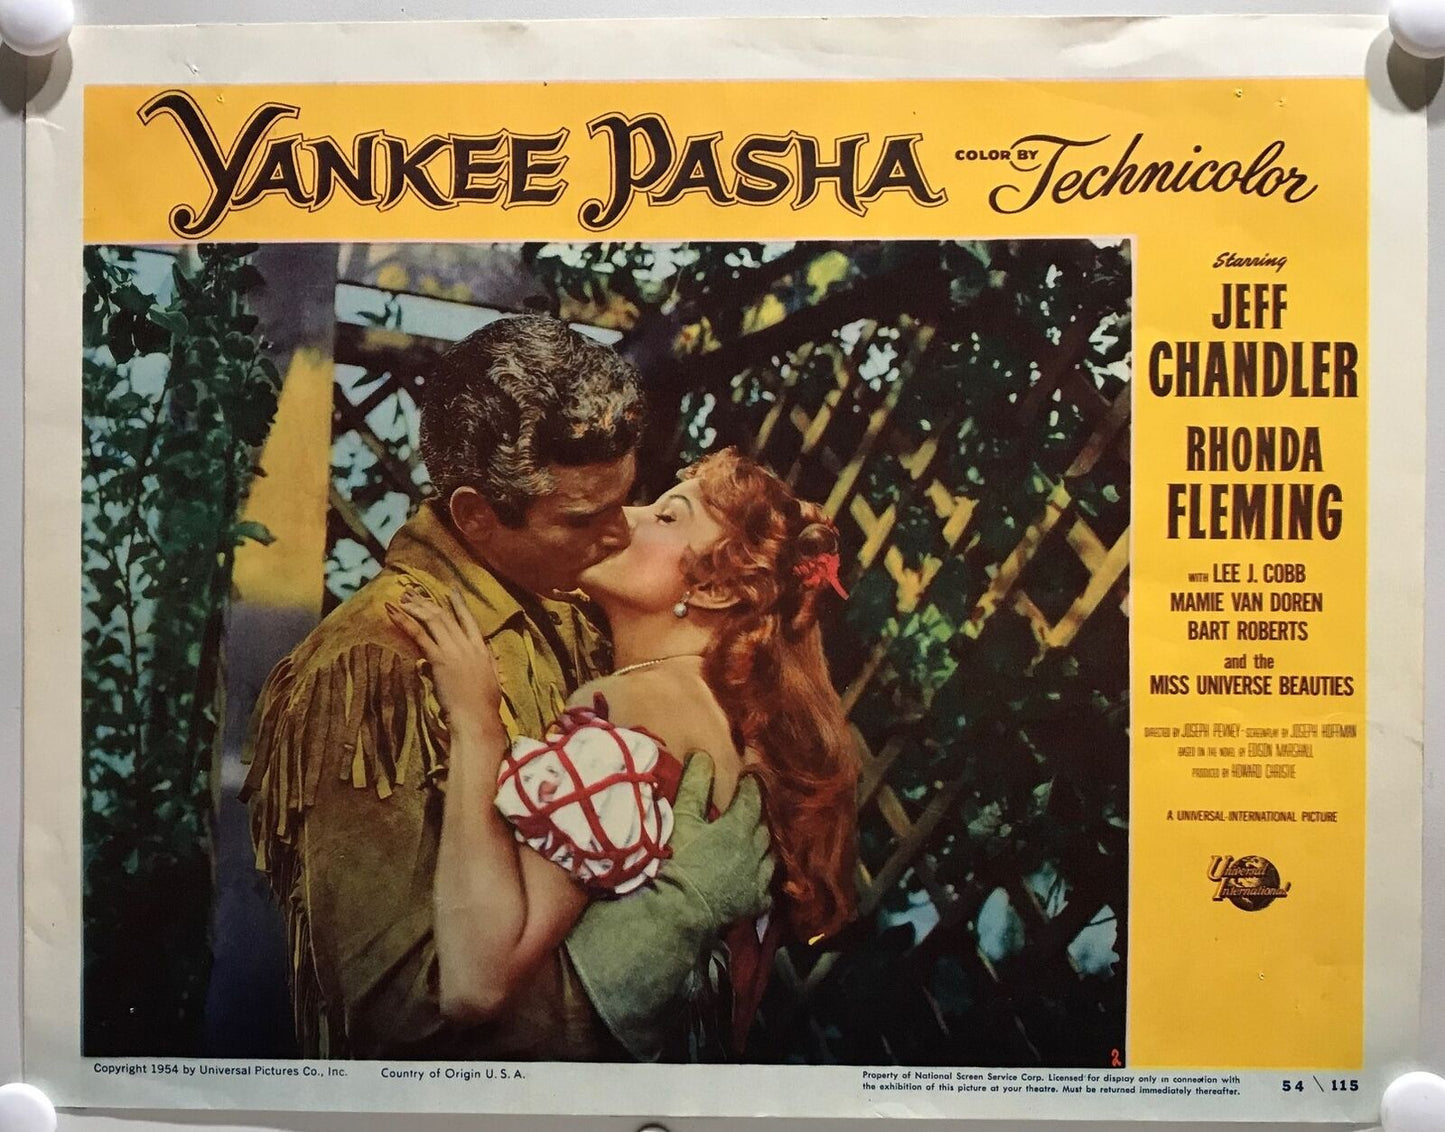 YANKEE PASHA COLOR BY Technicolor
Starring
JEFF
CHANDLER
RHONDA
FLEMING
WITH LEE J. COBB
MAMIE VAN DOREN
BART ROBERTS
and the
MISS UNIVERSE BEAUTIES
DIRECTED BY JOSEPH PEVNEY - SCREENPLAY BY JOSEPH HOFFMAN
BASED ON THE NOVEL BY EDISON MARSHALL
PRODUCED BY HOWARD CHRISTIE
A UNIVERSAL-INTERNATIONAL PICTURE
Universal
International
2
Copyright 1954 by Universal Pictures Co., Inc. Country of Origin U. S. A.
Property of National Screen Service Corp. Licensed for display only in connection with
the exhibition of this picture at your theatre. Must be returned immediately thereafter.
54 \ 115